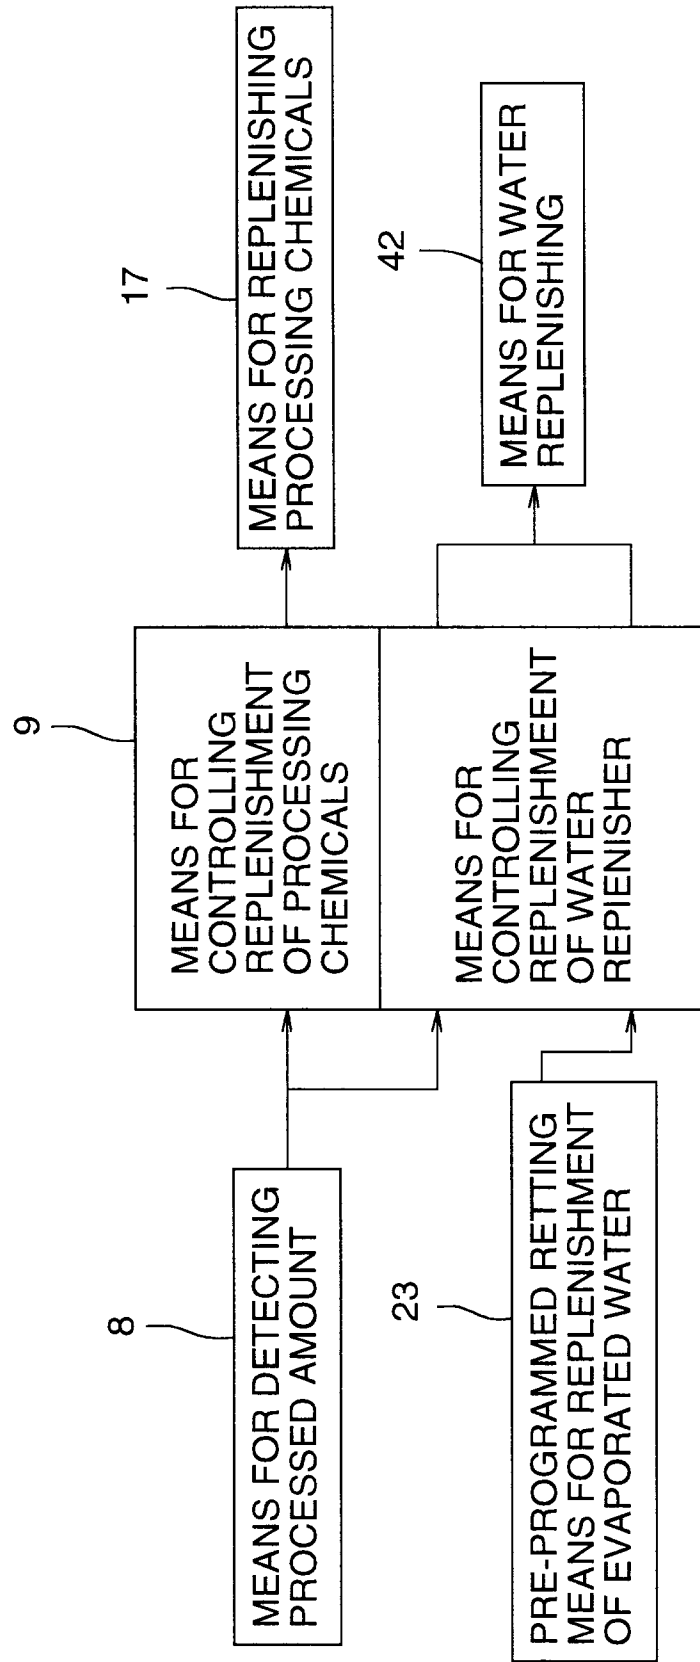 8
MEANS FOR DETECTING
PROCESSED AMOUNT
23
PRE-PROGRAMMED RETTING
MEANS FOR REPLENISHMENT
OF EVAPORATED WATER
9
MEANS FOR
CONTROLLING
REPLENISHMENT
OF PROCESSING
CHEMICALS
MEANS FOR
CONTROLLING
REPLENISHMEENT
OF WATER
REPIENISHER
17
MEANS FOR REPLENISHING
PROCESSING CHEMICALS
42
MEANS FOR WATER
REPLENISHING